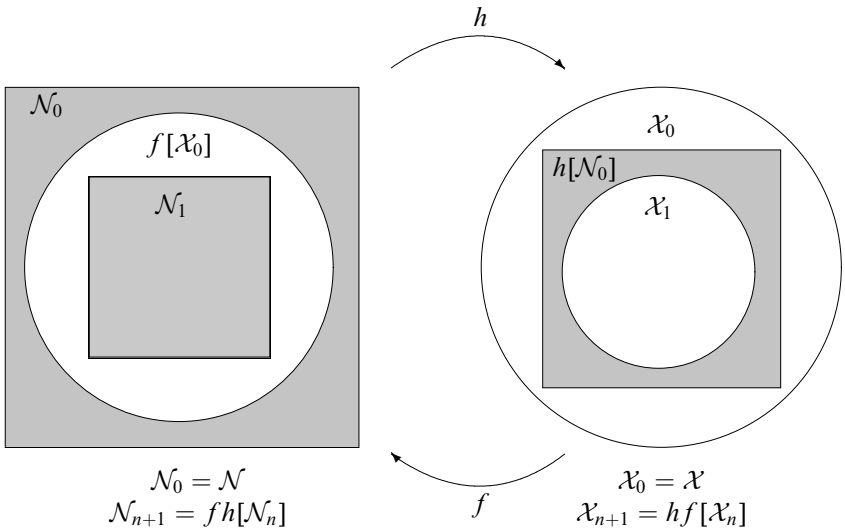 h
𝒩₀
f[𝒳₀]
𝒩₁
𝒳₀
h[𝒩₀]
𝒳₁
f
𝒩₀ = 𝒩
𝒩ₙ₊₁ = fh[𝒩ₙ]
𝒳₀ = 𝒳
𝒳ₙ₊₁ = hf[𝒳ₙ]